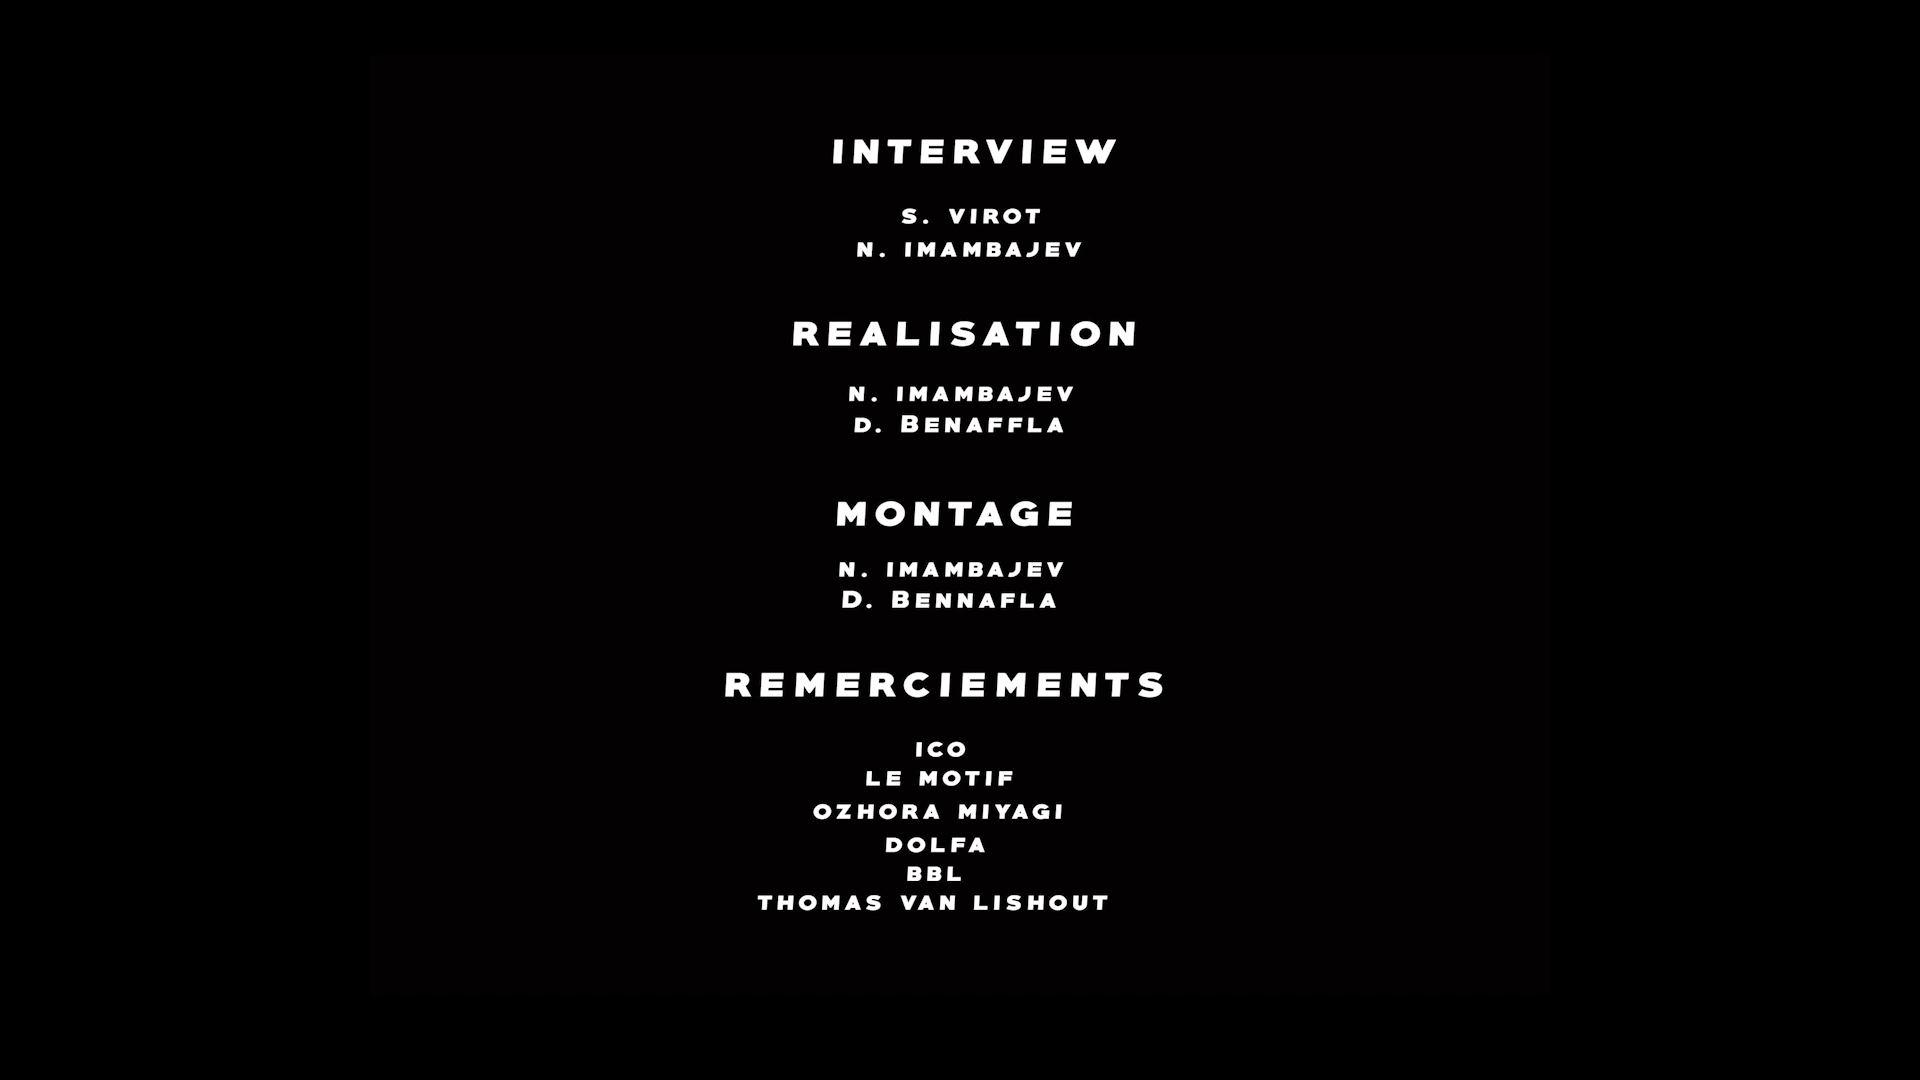 INTERVIEW
S. VIROT
N. IMAMBAJEV
REALISATION
N. IMAMBAJEV
D. BENAFFLA
MONTAGE
N. IMAMBAJEV
D. BENNAFLA
REMERCIEMENTS
ICO
LE MOTIF
OZHORA MIYAGI
DOLFA
BBL
THOMAS VAN LISHOUT